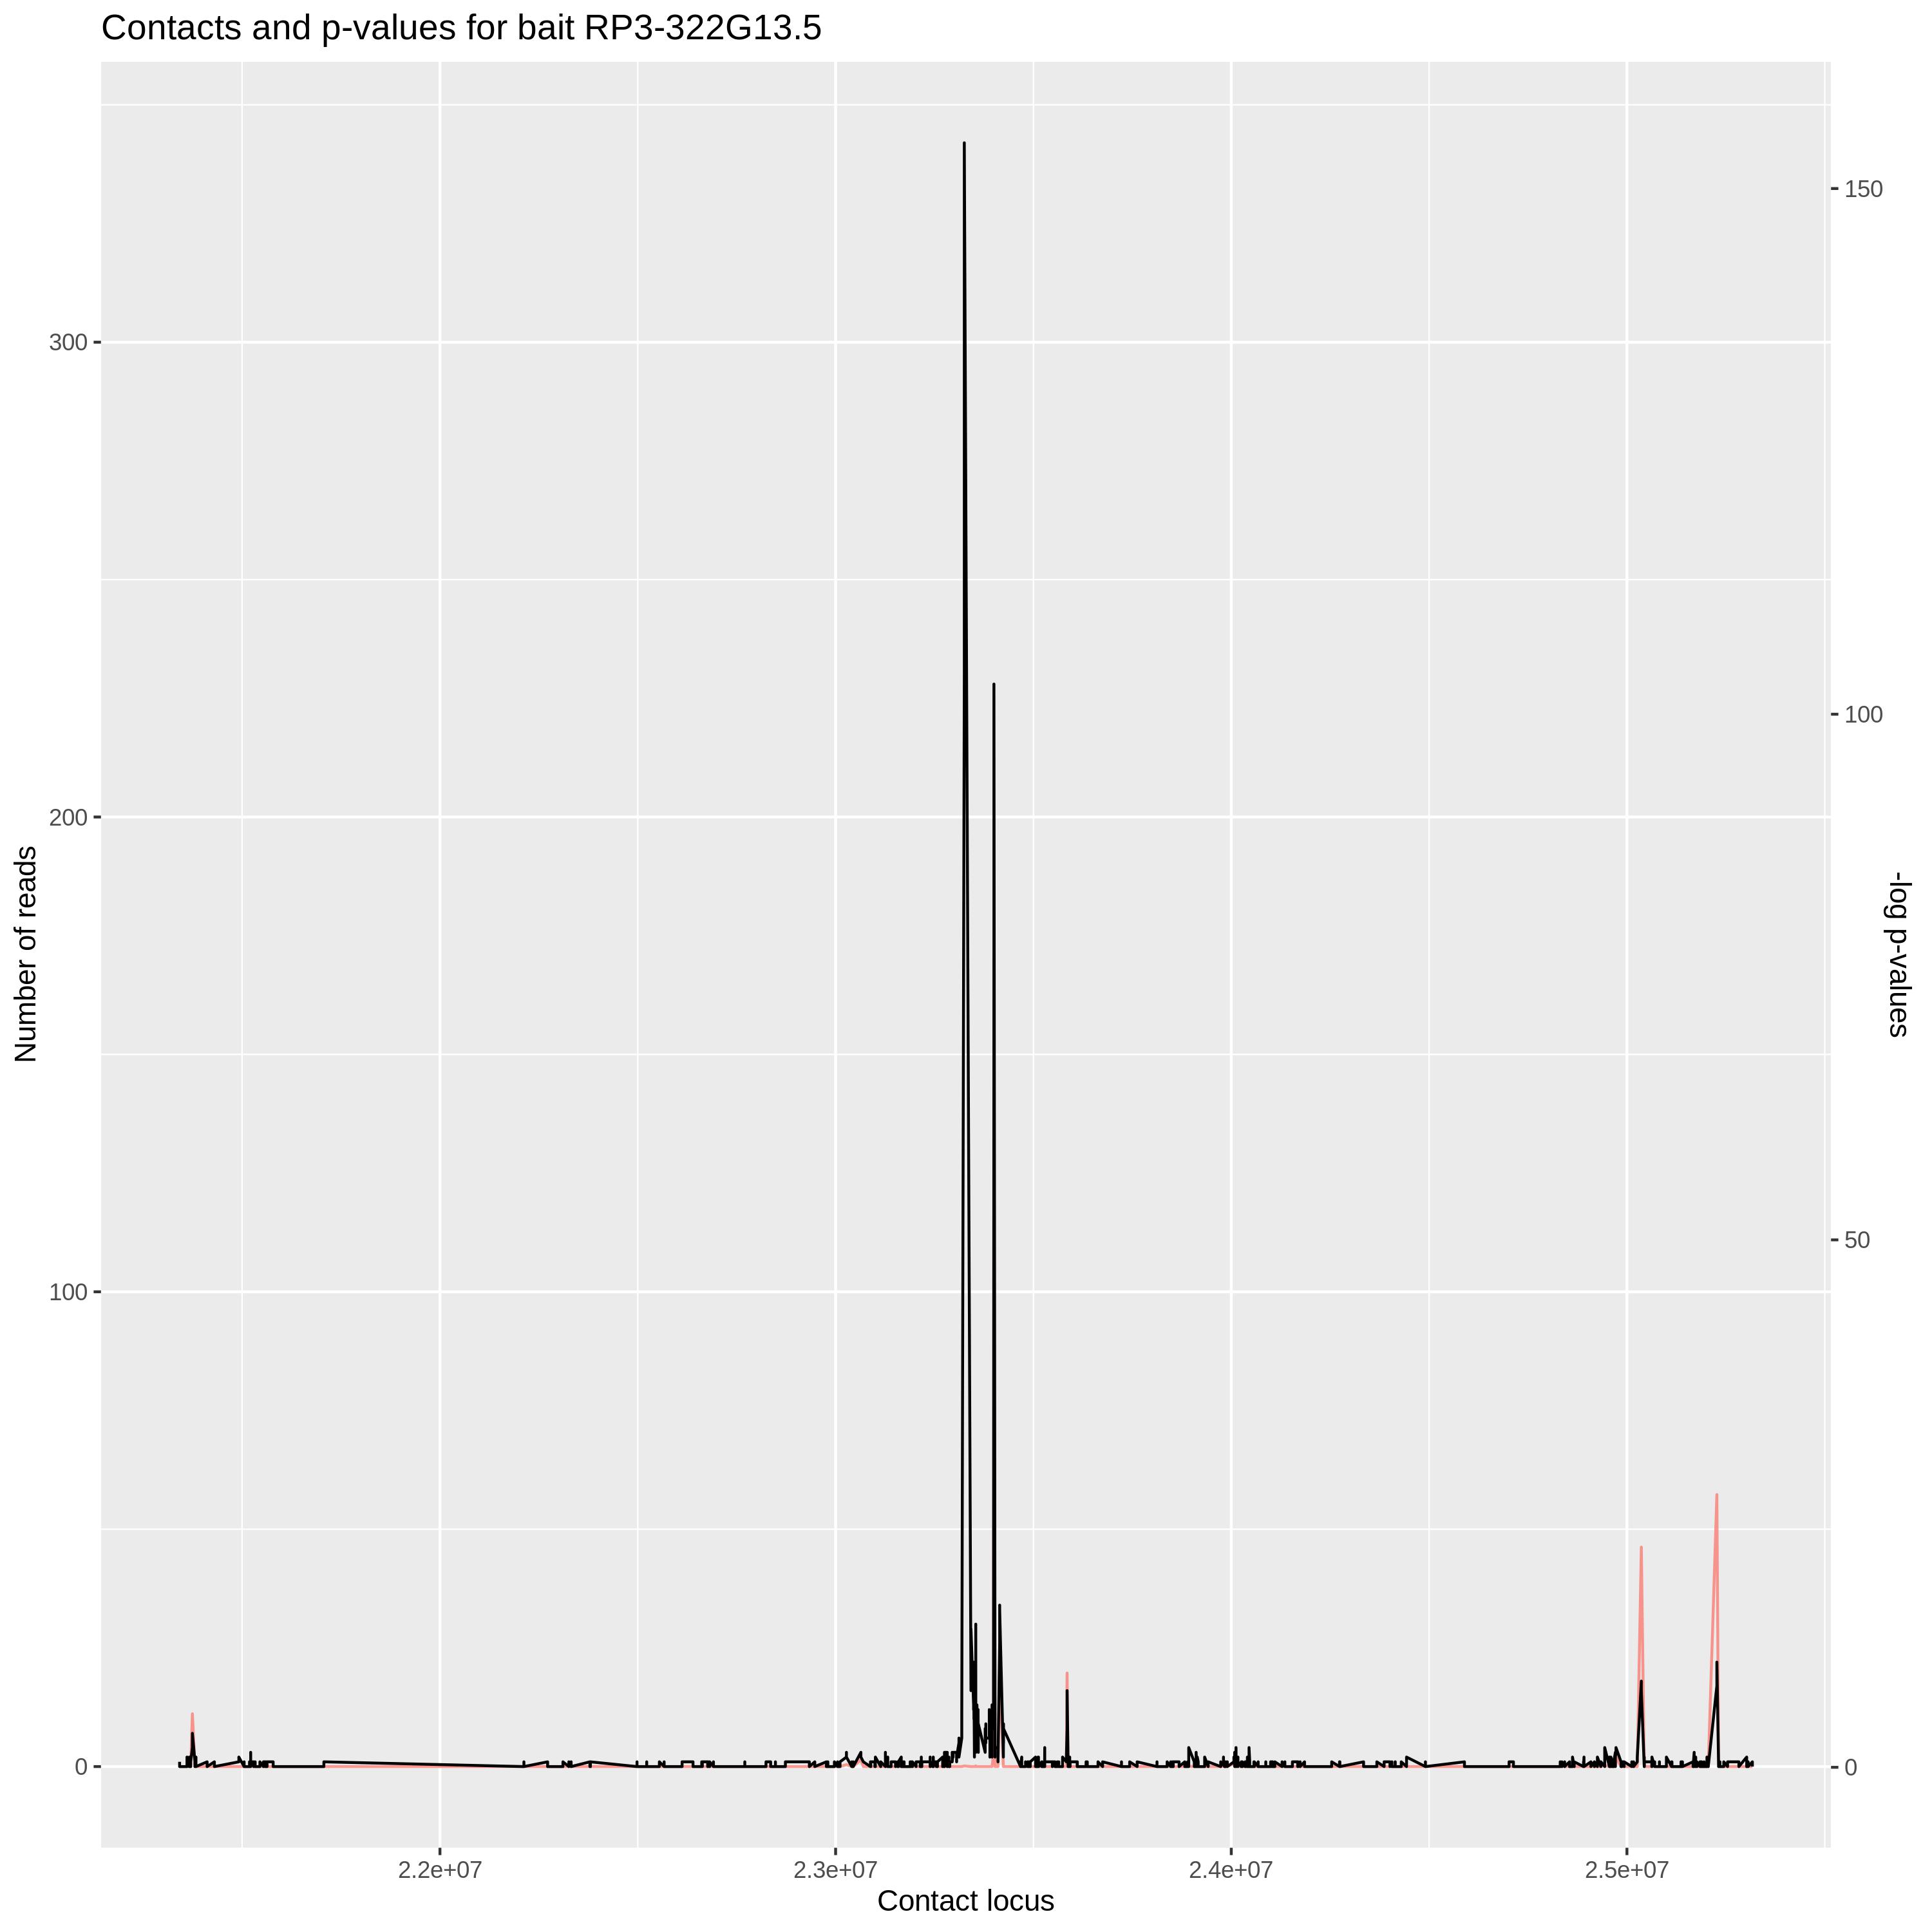 Contacts and p-values for bait RP3-322G13.5
300
200
100
0
150
100
50
0
Number of reads
-log p-values
2.2e+07
2.3e+07
2.4e+07
2.5e+07
Contact locus